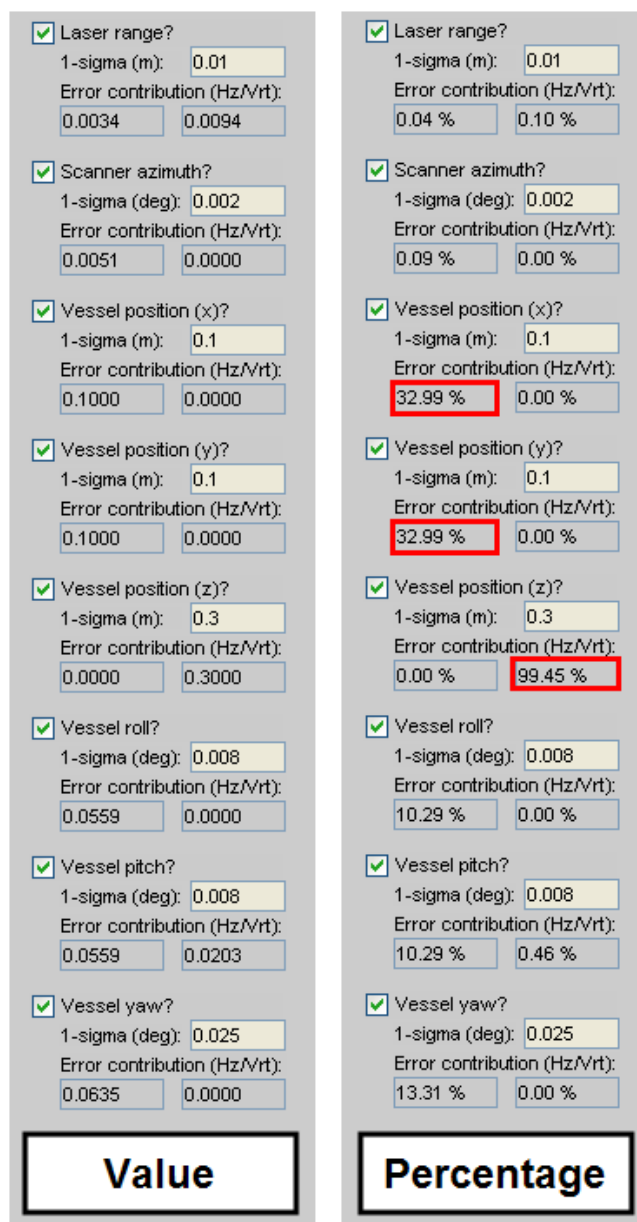 Laser range?
1-sigma (m): 0.01
Error contribution (Hz/Vrt):
0.0034 0.0094
Scanner azimuth?
1-sigma (deg): 0.002
Error contribution (Hz/Vrt):
0.0051 0.0000
Vessel position (x)?
1-sigma (m): 0.1
Error contribution (Hz/Vrt):
0.1000 0.0000
Vessel position (y)?
1-sigma (m): 0.1
Error contribution (Hz/Vrt):
0.1000 0.0000
Vessel position (z)?
1-sigma (m): 0.3
Error contribution (Hz/Vrt):
0.0000 0.3000
Vessel roll?
1-sigma (deg): 0.008
Error contribution (Hz/Vrt):
0.0559 0.0000
Vessel pitch?
1-sigma (deg): 0.008
Error contribution (Hz/Vrt):
0.0559 0.0203
Vessel yaw?
1-sigma (deg): 0.025
Error contribution (Hz/Vrt):
0.0635 0.0000
Value
Laser range?
1-sigma (m): 0.01
Error contribution (Hz/Vrt):
0.04 % 0.10 %
Scanner azimuth?
1-sigma (deg): 0.002
Error contribution (Hz/Vrt):
0.09 % 0.00 %
Vessel position (x)?
1-sigma (m): 0.1
Error contribution (Hz/Vrt):
32.99 % 0.00 %
Vessel position (y)?
1-sigma (m): 0.1
Error contribution (Hz/Vrt):
32.99 % 0.00 %
Vessel position (z)?
1-sigma (m): 0.3
Error contribution (Hz/Vrt):
0.00 % 99.45 %
Vessel roll?
1-sigma (deg): 0.008
Error contribution (Hz/Vrt):
10.29 % 0.00 %
Vessel pitch?
1-sigma (deg): 0.008
Error contribution (Hz/Vrt):
10.29 % 0.46 %
Vessel yaw?
1-sigma (deg): 0.025
Error contribution (Hz/Vrt):
13.31 % 0.00 %
Percentage